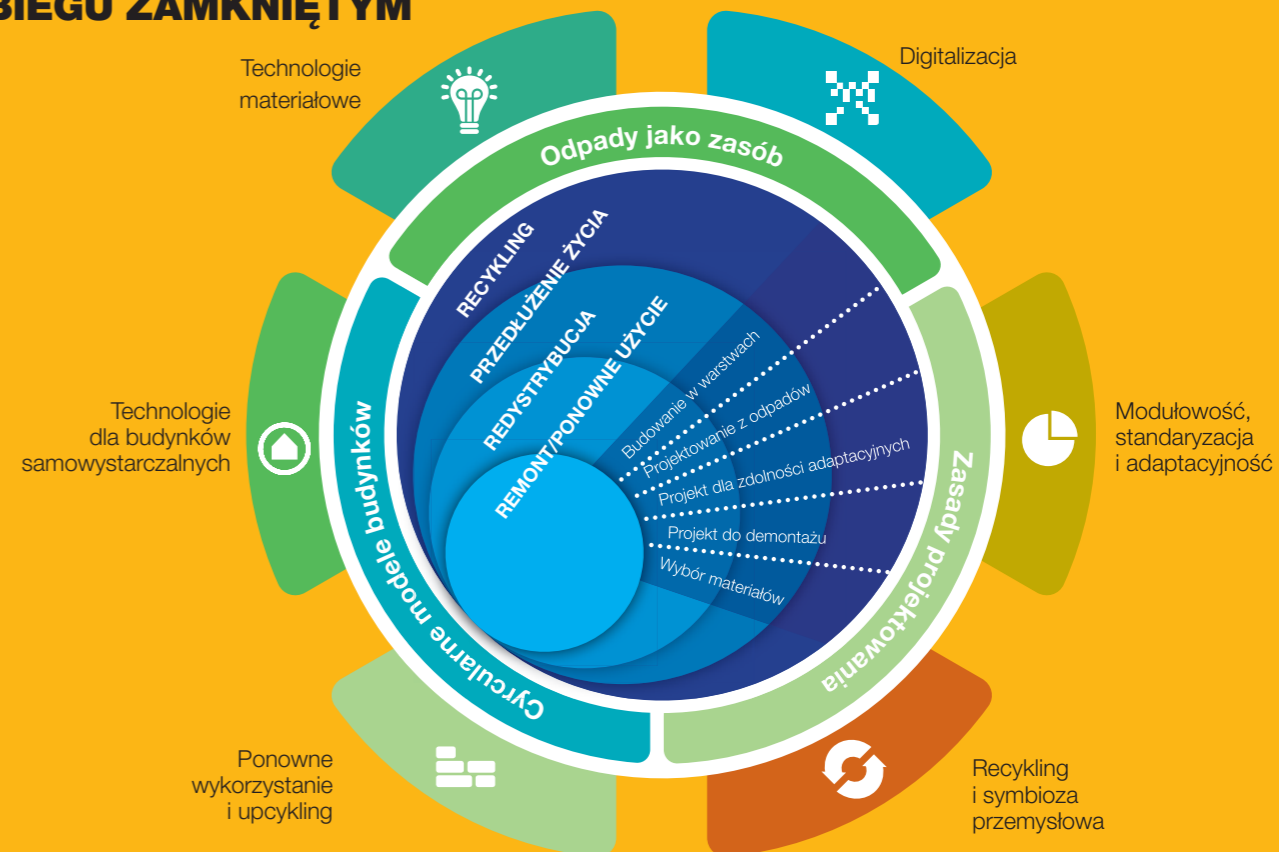 BIEGU ZAMKNIĘTYM
Technologie
materiałowe
Digitalizacja
Odpady jako zasób
RECYKLING
PRZEDŁUŻENIE ŻYCIA
REDYSTRYBUCJA
REMONT/PONOWNE UŻYCIE
Budowanie w warstwach
Projektowanie z odpadów
Projekt dla zdolności adaptacyjnych
Projekt do demontażu
Wybór materiałów
Technologie
dla budynków
samowystarczalnych
Cyrcularne modele budynków
Zasady projektowania
Modułowość,
standaryzacja
i adaptacyjność
Ponowne
wykorzystanie
i upcykling
Recykling
i symbioza
przemysłowa